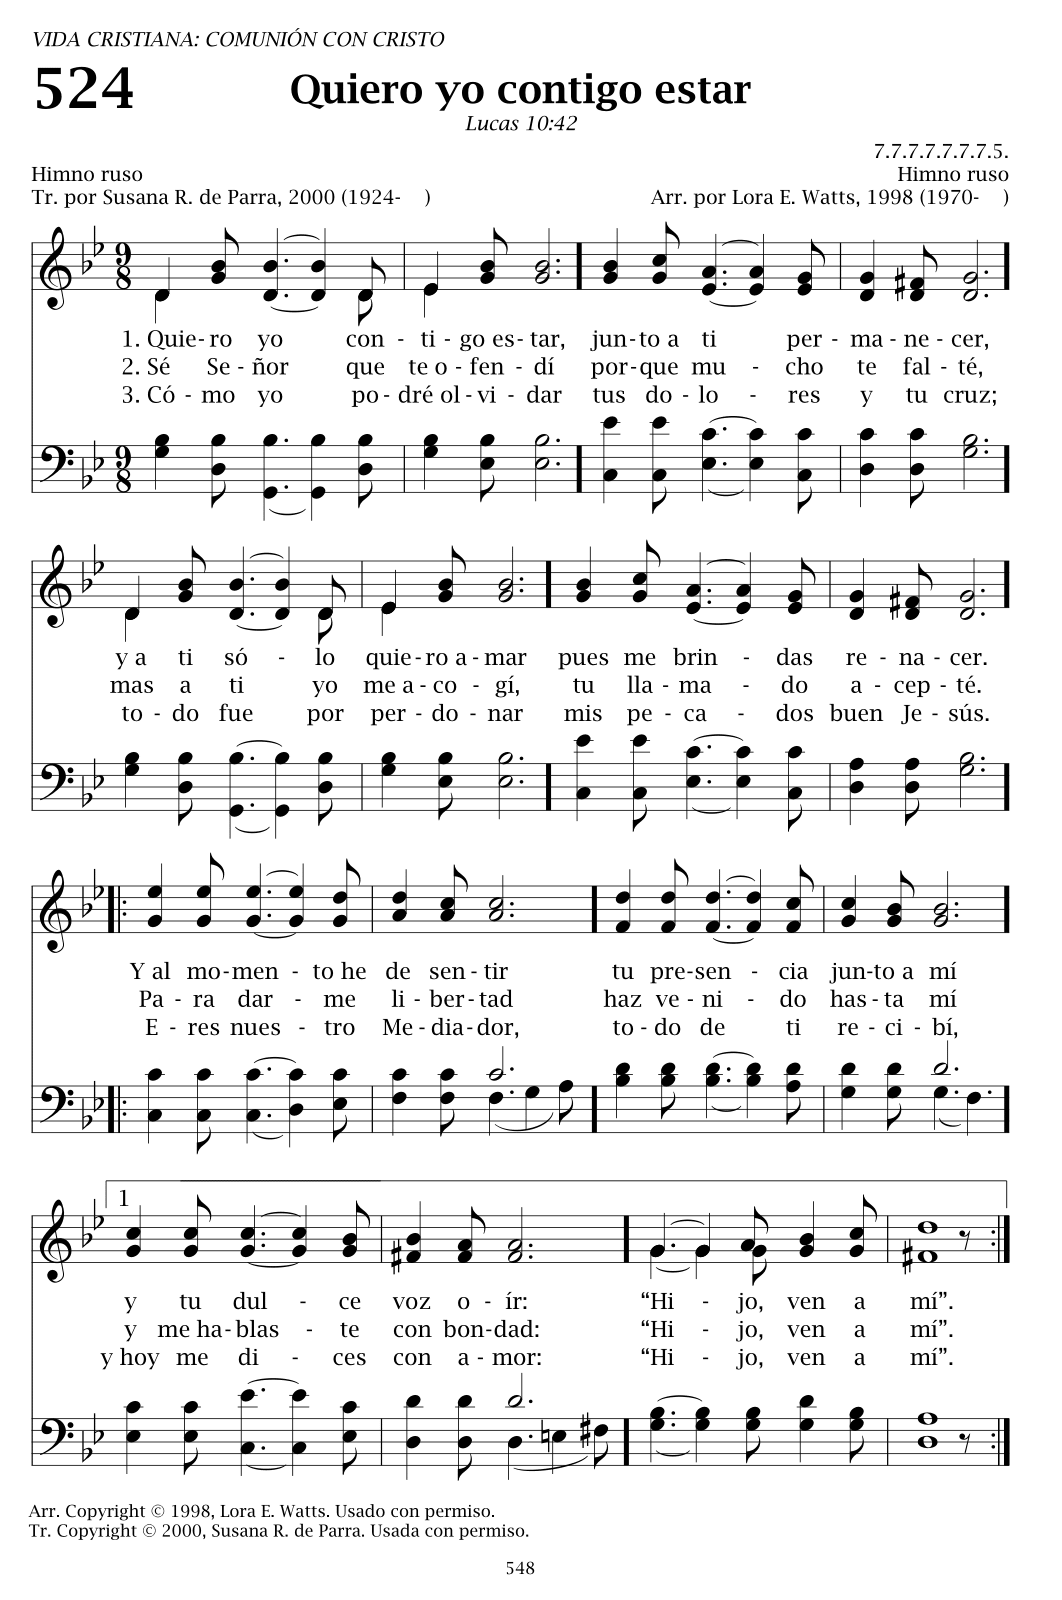 VIDA CRISTIANA: COMUNIÓN CON CRISTO
524 Quiero yo contigo estar
Lucas 10:42
7.7.7.7.7.7.7.5.
Himno ruso Himno ruso
Tr. por Susana R. de Parra, 2000 (1924- ) Arr. por Lora E. Watts, 1998 (1970- )
1. Quie-ro yo con - ti - go es- tar, jun-to a ti per - ma - ne - cer,
2. Sé Se - ñor que te o - fen - dí por-que mu - cho te fal - té,
3. Có - mo yo po-dré ol - vi - dar tus do - lo - res y tu cruz;
y a ti só - lo quie-ro a - mar pues me brin - das re - na - cer.
mas a ti yo me a - co - gí, tu lla - ma - do a - cep - té.
to - do fue por per - do - nar mis pe - ca - dos buen Je - sús.
Y al mo-men - to he de sen - tir tu pre-sen - cia jun-to a mí
Pa - ra dar - me li - ber - tad haz ve - ni - do has - ta mí
E - res nues - tro Me - dia - dor, to - do de ti re - ci - bí,
1
y tu dul - ce voz o - ír: “Hi - jo, ven a mí”.
y me ha-blas - te con bon-dad: “Hi - jo, ven a mí”.
y hoy me di - ces con a - mor: “Hi - jo, ven a mí”.
Arr. Copyright © 1998, Lora E. Watts. Usado con permiso.
Tr. Copyright © 2000, Susana R. de Parra. Usada con permiso.
548